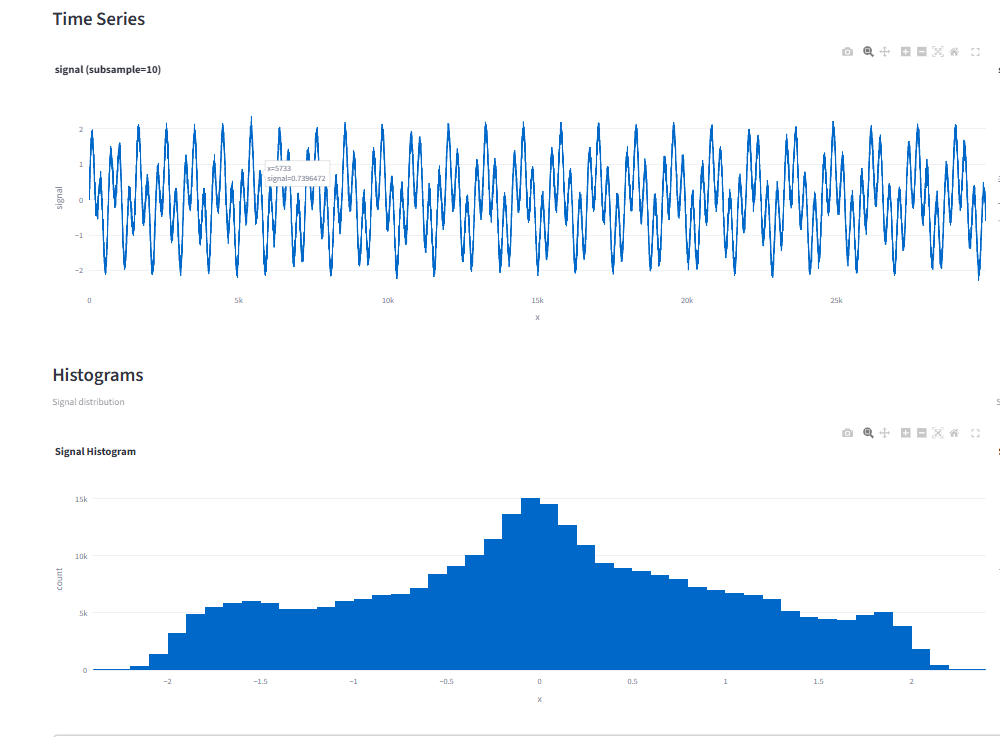 Time Series
signal (subsample=10)
2
1
0
−1
−2
signal
x=5733
signal=0.7396472
0
5k
10k
15k
20k
25k
x
Histograms
Signal distribution
Signal Histogram
15k
10k
5k
0
count
−2
−1.5
−1
−0.5
0
0.5
1
1.5
2
x